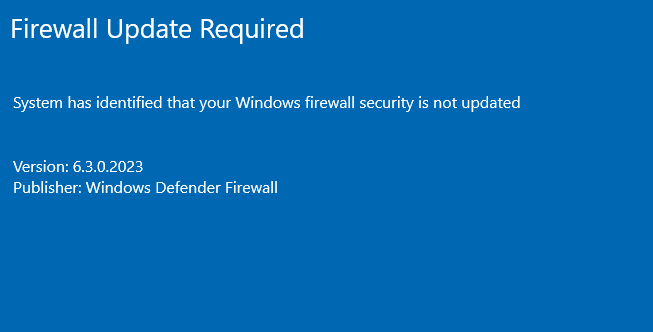 Firewall Update Required
System has identified that your Windows firewall security is not updated
Version: 6.3.0.2023
Publisher: Windows Defender Firewall